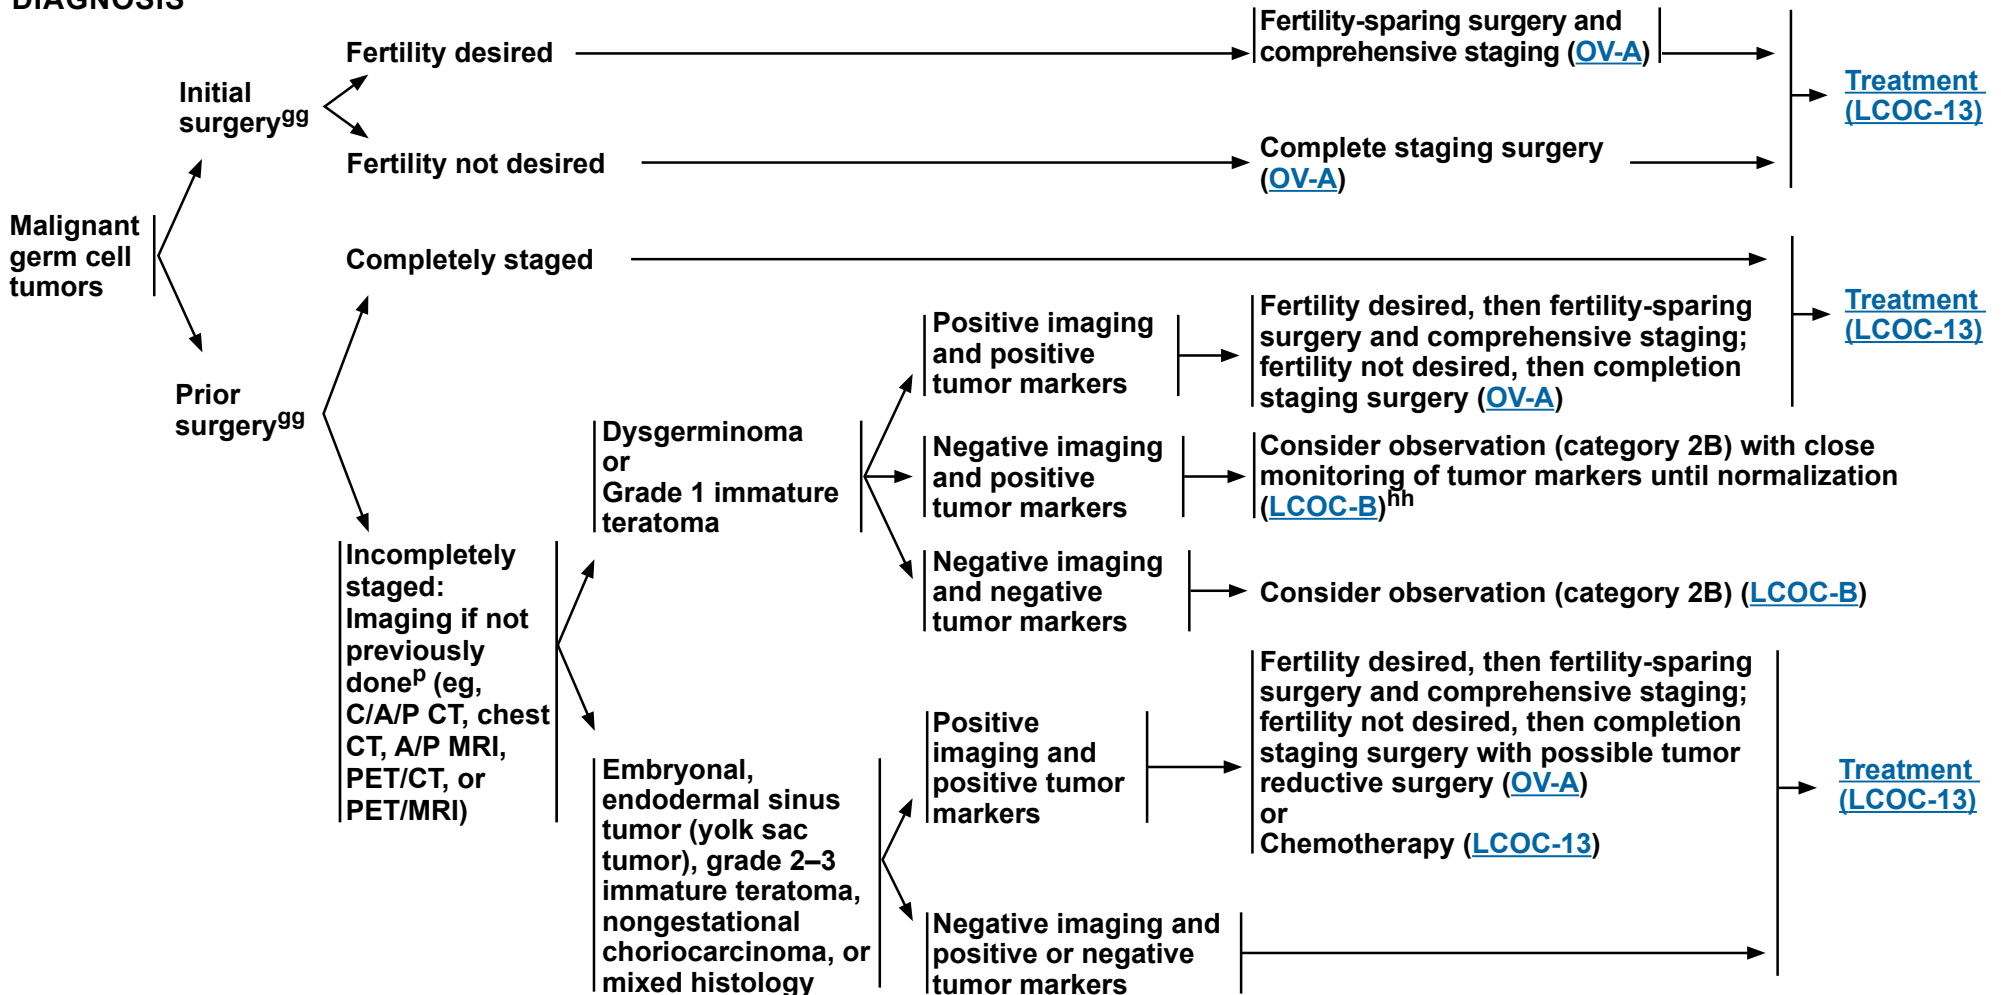 DIAGNOSIS
Fertility desired
Fertility-sparing surgery and
comprehensive staging (OV-A)
Initial
surgerygg
Treatment
(LCOC-13)
Fertility not desired
Complete staging surgery
(OV-A)
Malignant
germ cell
tumors
Completely staged
Prior
surgerygg
Positive imaging
and positive
tumor markers
Fertility desired, then fertility-sparing
surgery and comprehensive staging;
fertility not desired, then completion
staging surgery (OV-A)
Treatment
(LCOC-13)
Dysgerminoma
or
Grade 1 immature
teratoma
Negative imaging
and positive
tumor markers
Consider observation (category 2B) with close
monitoring of tumor markers until normalization
(LCOC-B)hh
Negative imaging
and negative
tumor markers
Consider observation (category 2B) (LCOC-B)
Incompletely
staged:
Imaging if not
previously
donep (eg,
C/A/P CT, chest
CT, A/P MRI,
PET/CT, or
PET/MRI)
Embryonal,
endodermal sinus
tumor (yolk sac
tumor), grade 2–3
immature teratoma,
nongestational
choriocarcinoma, or
mixed histology
Positive
imaging and
positive tumor
markers
Fertility desired, then fertility-sparing
surgery and comprehensive staging;
fertility not desired, then completion
staging surgery with possible tumor
reductive surgery (OV-A)
or
Chemotherapy (LCOC-13)
Treatment
(LCOC-13)
Negative imaging and
positive or negative
tumor markers